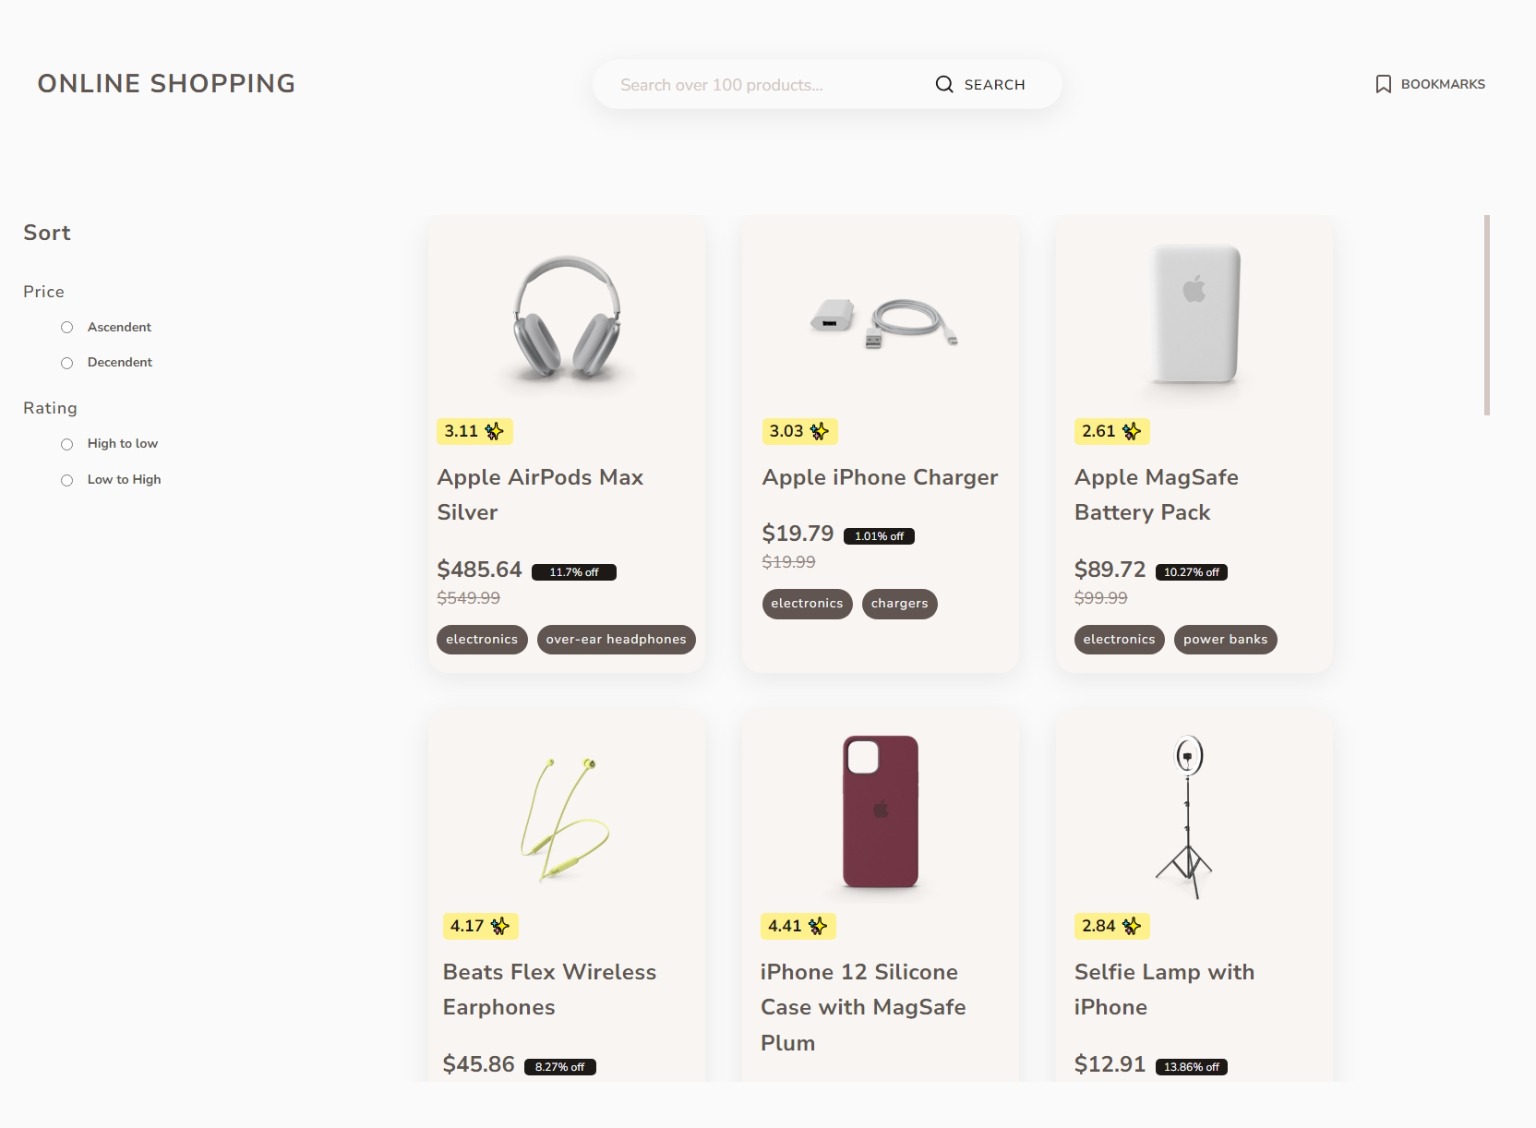 ONLINE SHOPPING
Search over 100 products...
SEARCH
BOOKMARKS
Sort
Price
Ascendent
Decendent
Rating
High to low
Low to High
3.11
Apple AirPods Max
Silver
$485.64 11.7% off
$549.99
electronics over-ear headphones
3.03
Apple iPhone Charger
$19.79 1.01% off
$19.99
electronics chargers
2.61
Apple MagSafe
Battery Pack
$89.72 10.27% off
$99.99
electronics power banks
4.17
Beats Flex Wireless
Earphones
$45.86 8.27% off
4.41
iPhone 12 Silicone
Case with MagSafe
Plum
2.84
Selfie Lamp with
iPhone
$12.91 13.86% off